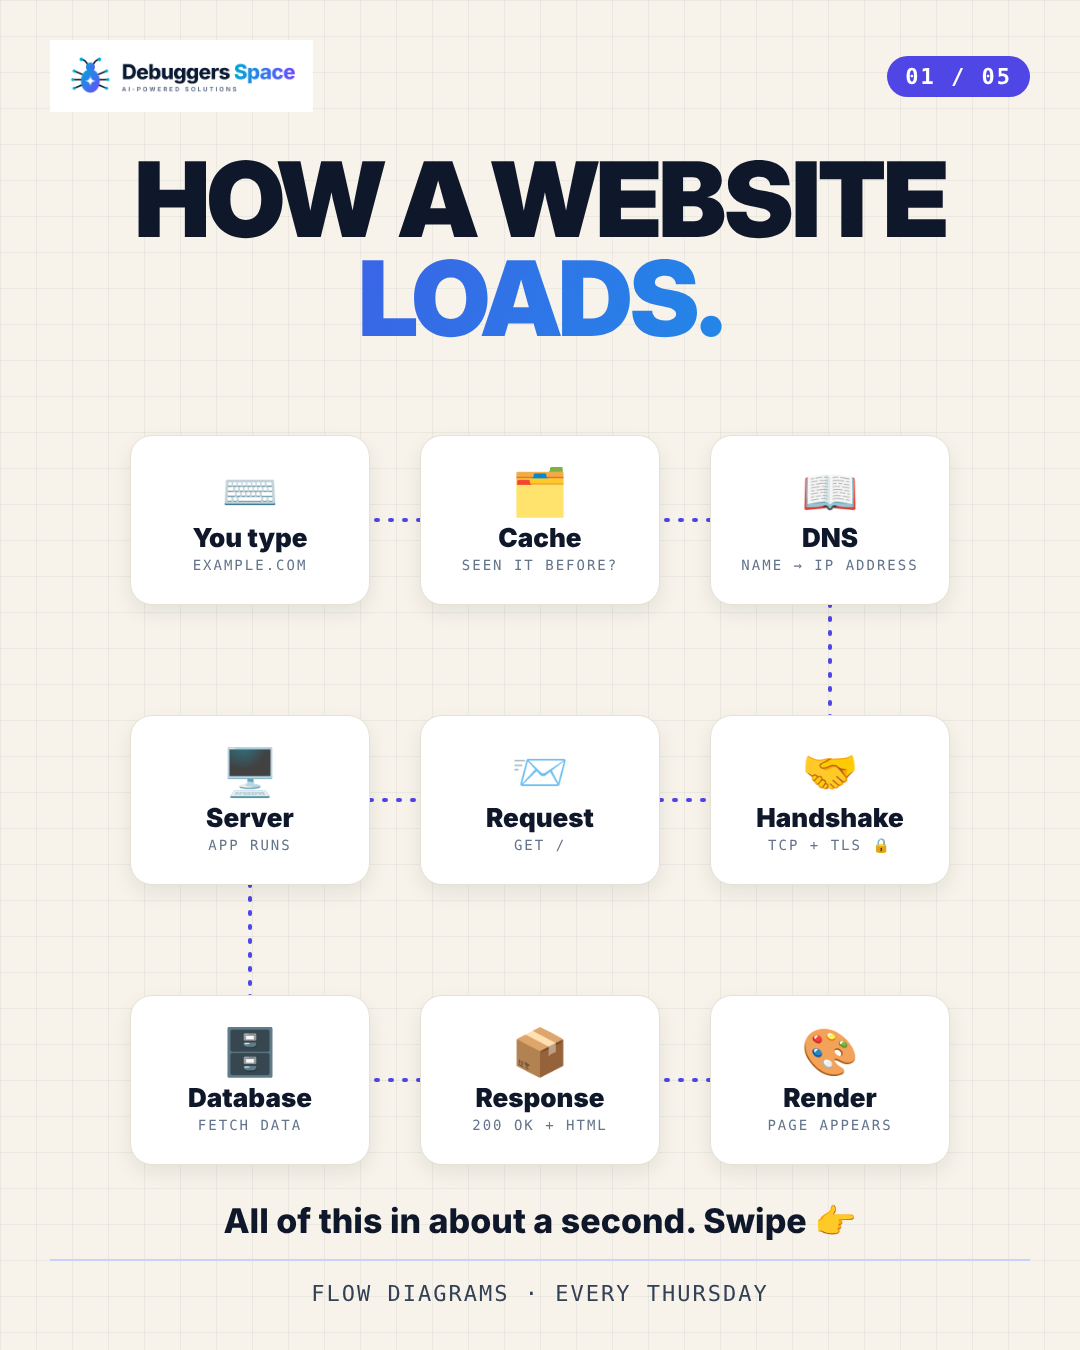 Debuggers Space
AI-POWERED SOLUTIONS
01 / 05
HOW A WEBSITE
LOADS.
You type
EXAMPLE.COM
Cache
SEEN IT BEFORE?
DNS
NAME → IP ADDRESS
Server
APP RUNS
Request
GET /
Handshake
TCP + TLS 🔒
Database
FETCH DATA
Response
200 OK + HTML
Render
PAGE APPEARS
All of this in about a second. Swipe 👉
FLOW DIAGRAMS · EVERY THURSDAY